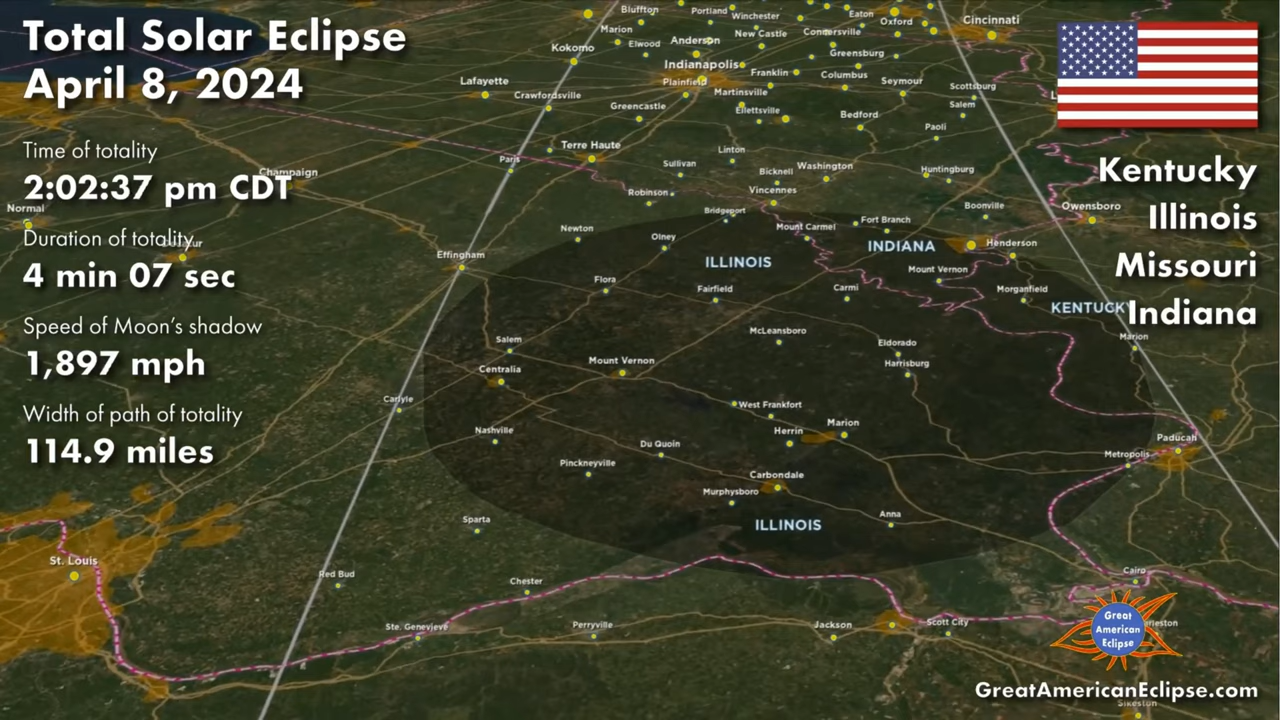 Total Solar Eclipse
April 8, 2024
Time of totality
2:02:37 pm CDT
Duration of totality
4 min 07 sec
Speed of Moon's shadow
1,897 mph
Width of path of totality
114.9 miles
Kentucky
Illinois
Missouri
Indiana
Bluffton
Portland
Winchester
Eaton
Oxford
Cincinnati
Marion
Elwood
Anderson
New Castle
Connersville
Kokomo
Indianapolis
Greensburg
Lafayette
Plainfield
Franklin
Columbus
Seymour
Scottsburg
Crawfordsville
Martinsville
Greencastle
Ellettsville
Bedford
Salem
Paoli
Terre Haute
Linton
Paris
Sullivan
Bicknell
Washington
Huntingburg
Champaign
Robinson
Vincennes
Normal
Bridgeport
Boonville
Owensboro
Newton
Olney
Mount Carmel
Fort Branch
INDIANA
Henderson
Effingham
ILLINOIS
Mount Vernon
Flora
Fairfield
Carmi
Morganfield
KENTUCK
McLeansboro
Marion
Salem
Eldorado
Centralia
Mount Vernon
Harrisburg
Carlyle
West Frankfort
Nashville
Herrin
Marion
Du Quoin
Paducah
Pinckneyville
Carbondale
Metropolis
Murphysboro
Sparta
ILLINOIS
Anna
St. Louis
Red Bud
Chester
Cairo
Ste. Genevieve
Perryville
Jackson
Scott City
Great
American
Eclipse
GreatAmericanEclipse.com
Sikeston